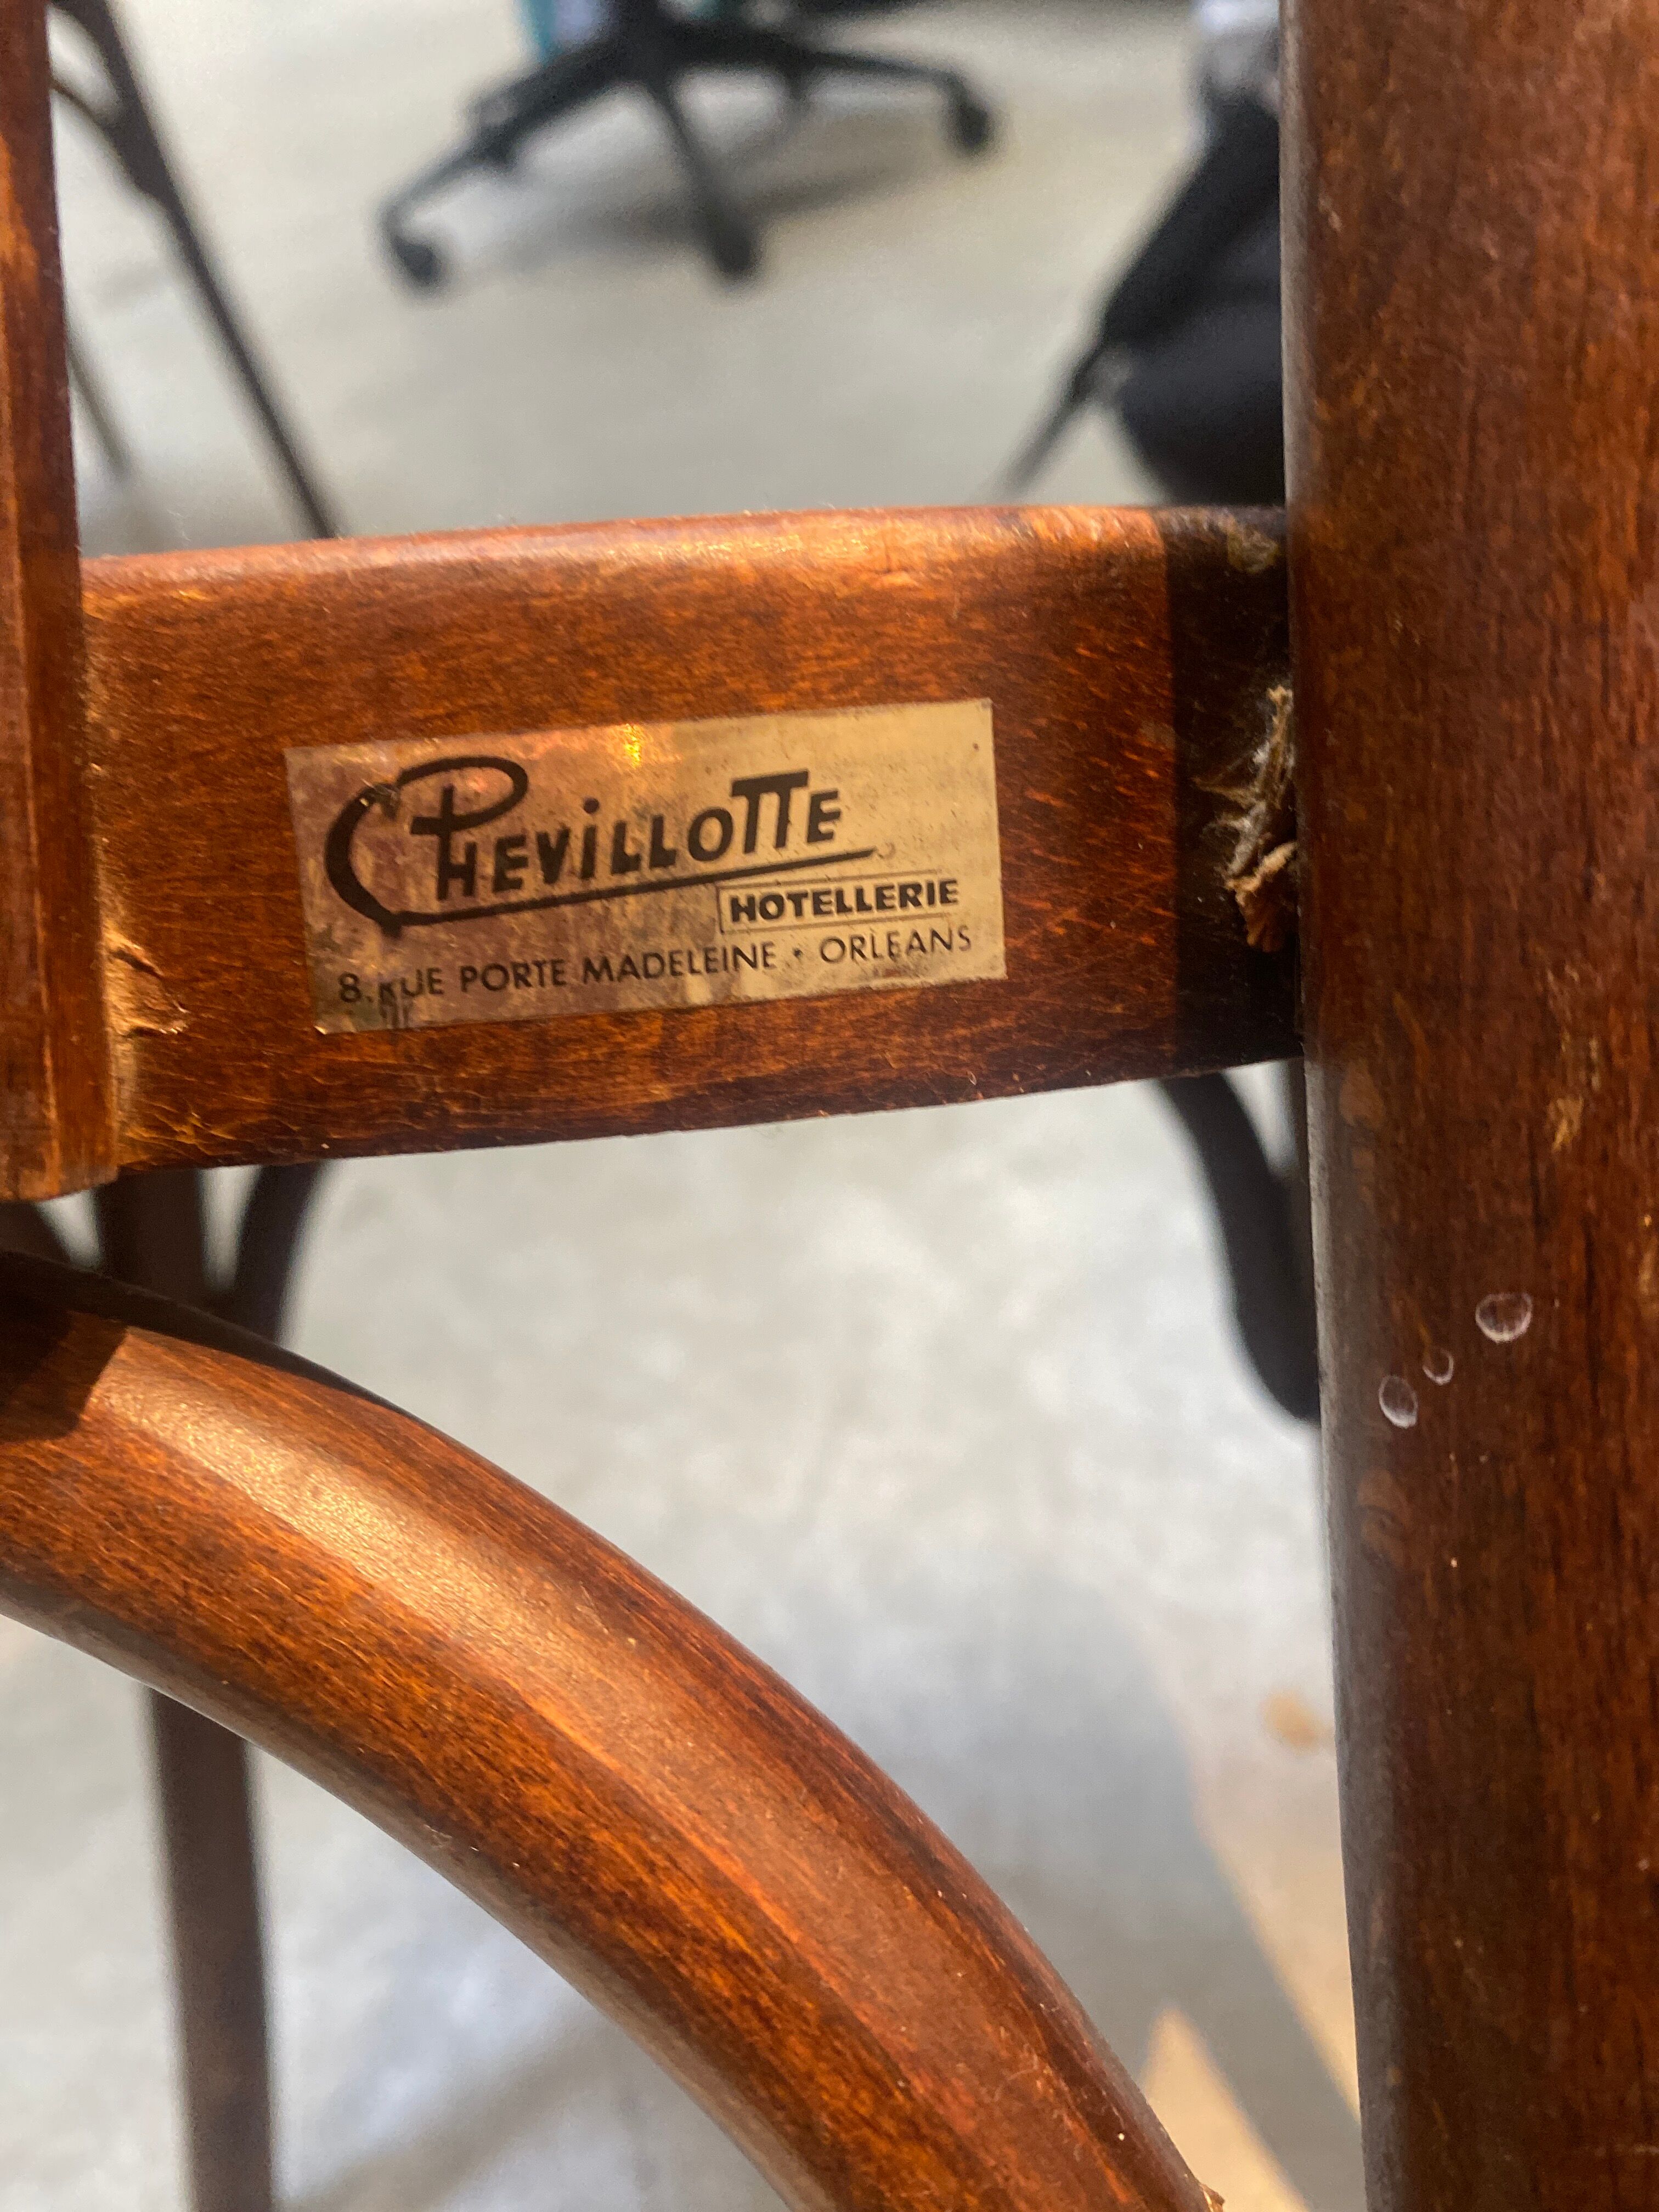 CHEVILLOTTE
HOTELLERIE
8. RUE PORTE MADELEINE • ORLEANS